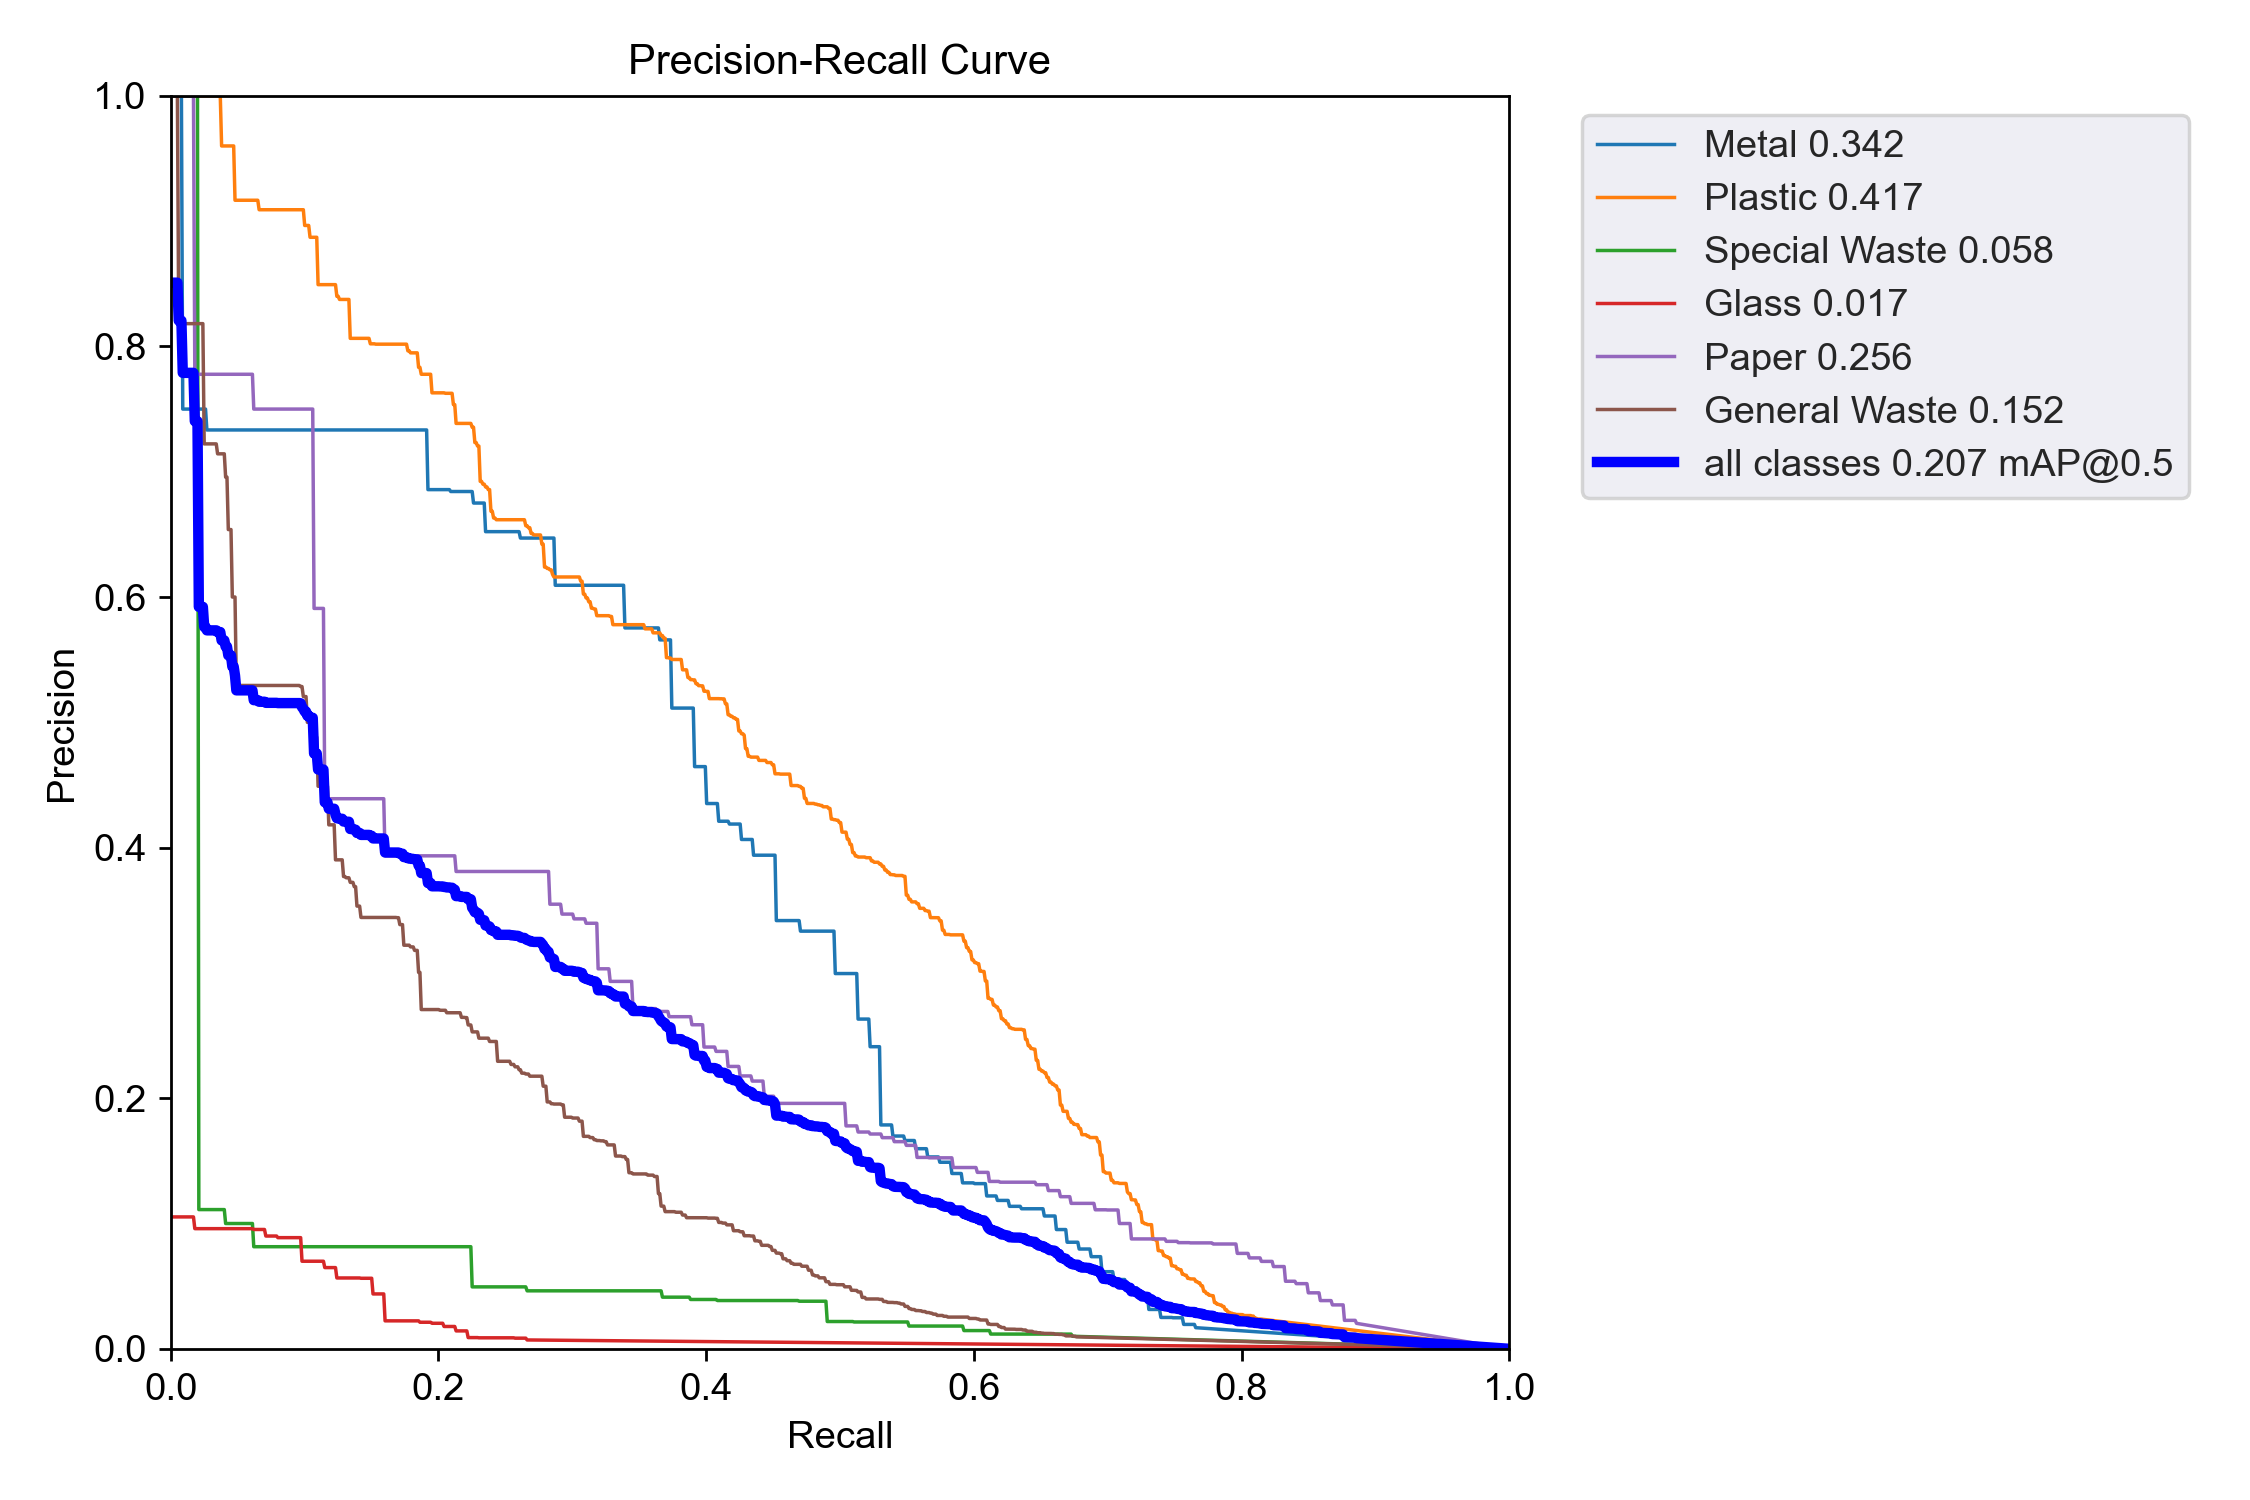 Precision-Recall Curve
1.0
0.8
0.6
0.4
0.2
0.0
Precision
0.0 0.2 0.4 0.6 0.8 1.0
Recall
Metal 0.342
Plastic 0.417
Special Waste 0.058
Glass 0.017
Paper 0.256
General Waste 0.152
all classes 0.207 mAP@0.5